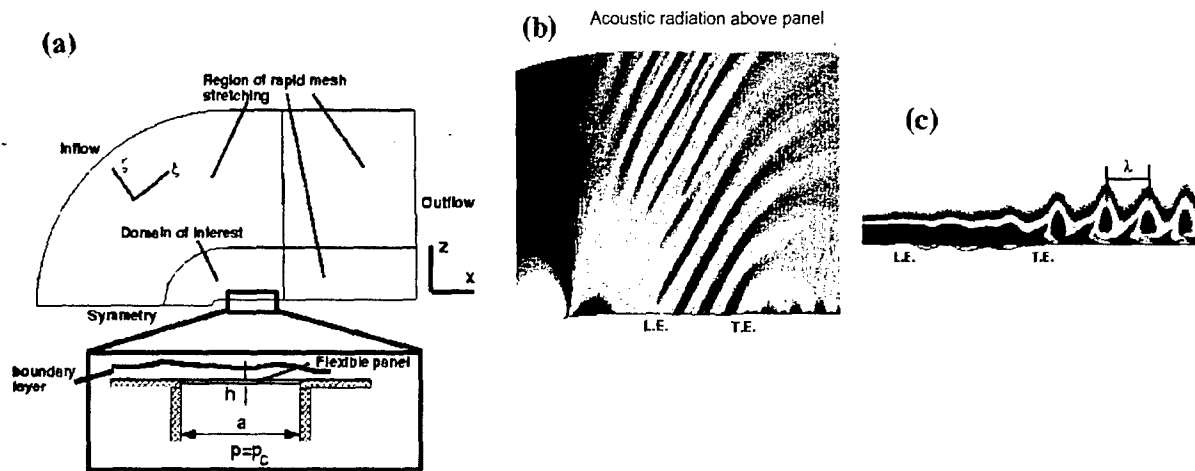 (a)
Region of rapid mesh
stretching
Inflow
ζ
ξ
Outflow
Domain of interest
z
x
Symmetry
Boundary
layer
Flexible panel
h
a
p=pc
(b)
Acoustic radiation above panel
L.E.
T.E.
(c)
λ
L.E.
T.E.